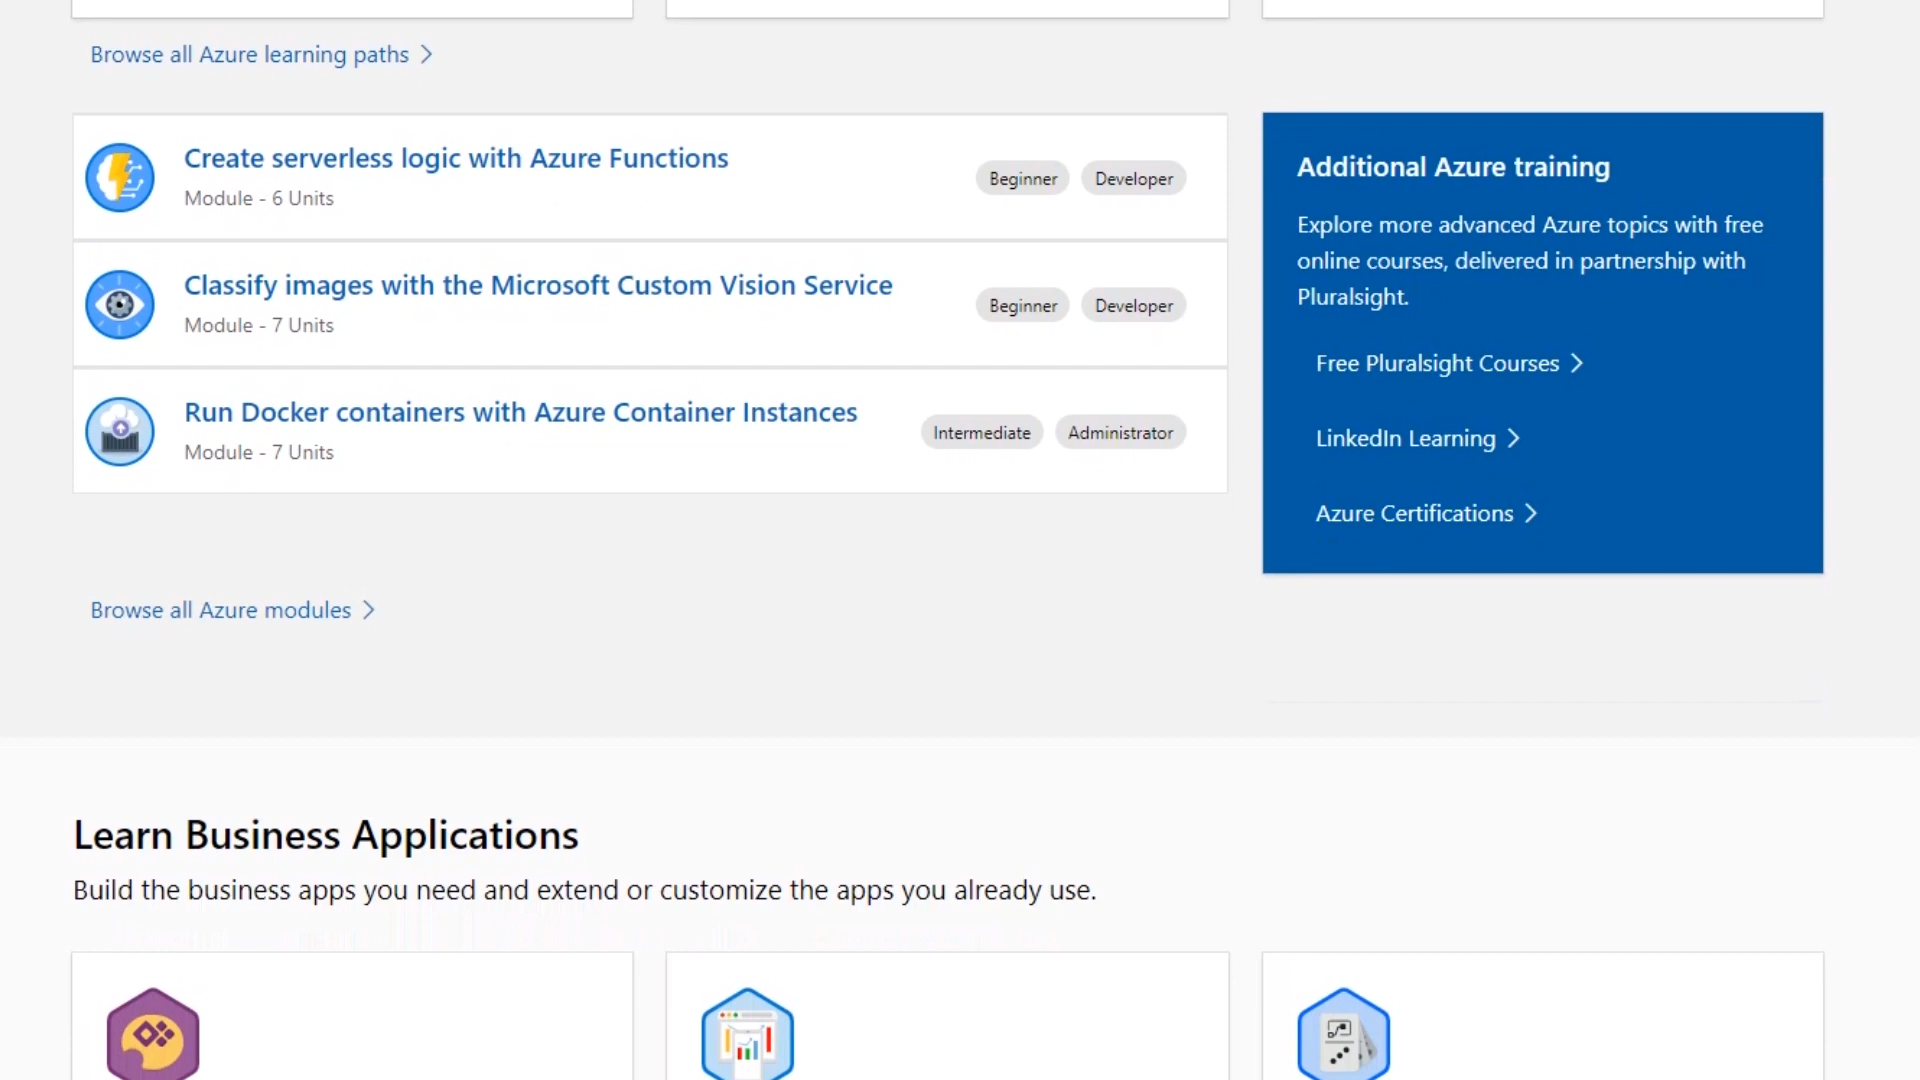 Browse all Azure learning paths
Create serverless logic with Azure Functions
Module - 6 Units
Beginner
Developer
Classify images with the Microsoft Custom Vision Service
Module - 7 Units
Beginner
Developer
Run Docker containers with Azure Container Instances
Module - 7 Units
Intermediate
Administrator
Browse all Azure modules
Additional Azure training
Explore more advanced Azure topics with free
online courses, delivered in partnership with
Pluralsight.
Free Pluralsight Courses
LinkedIn Learning
Azure Certifications
Learn Business Applications
Build the business apps you need and extend or customize the apps you already use.